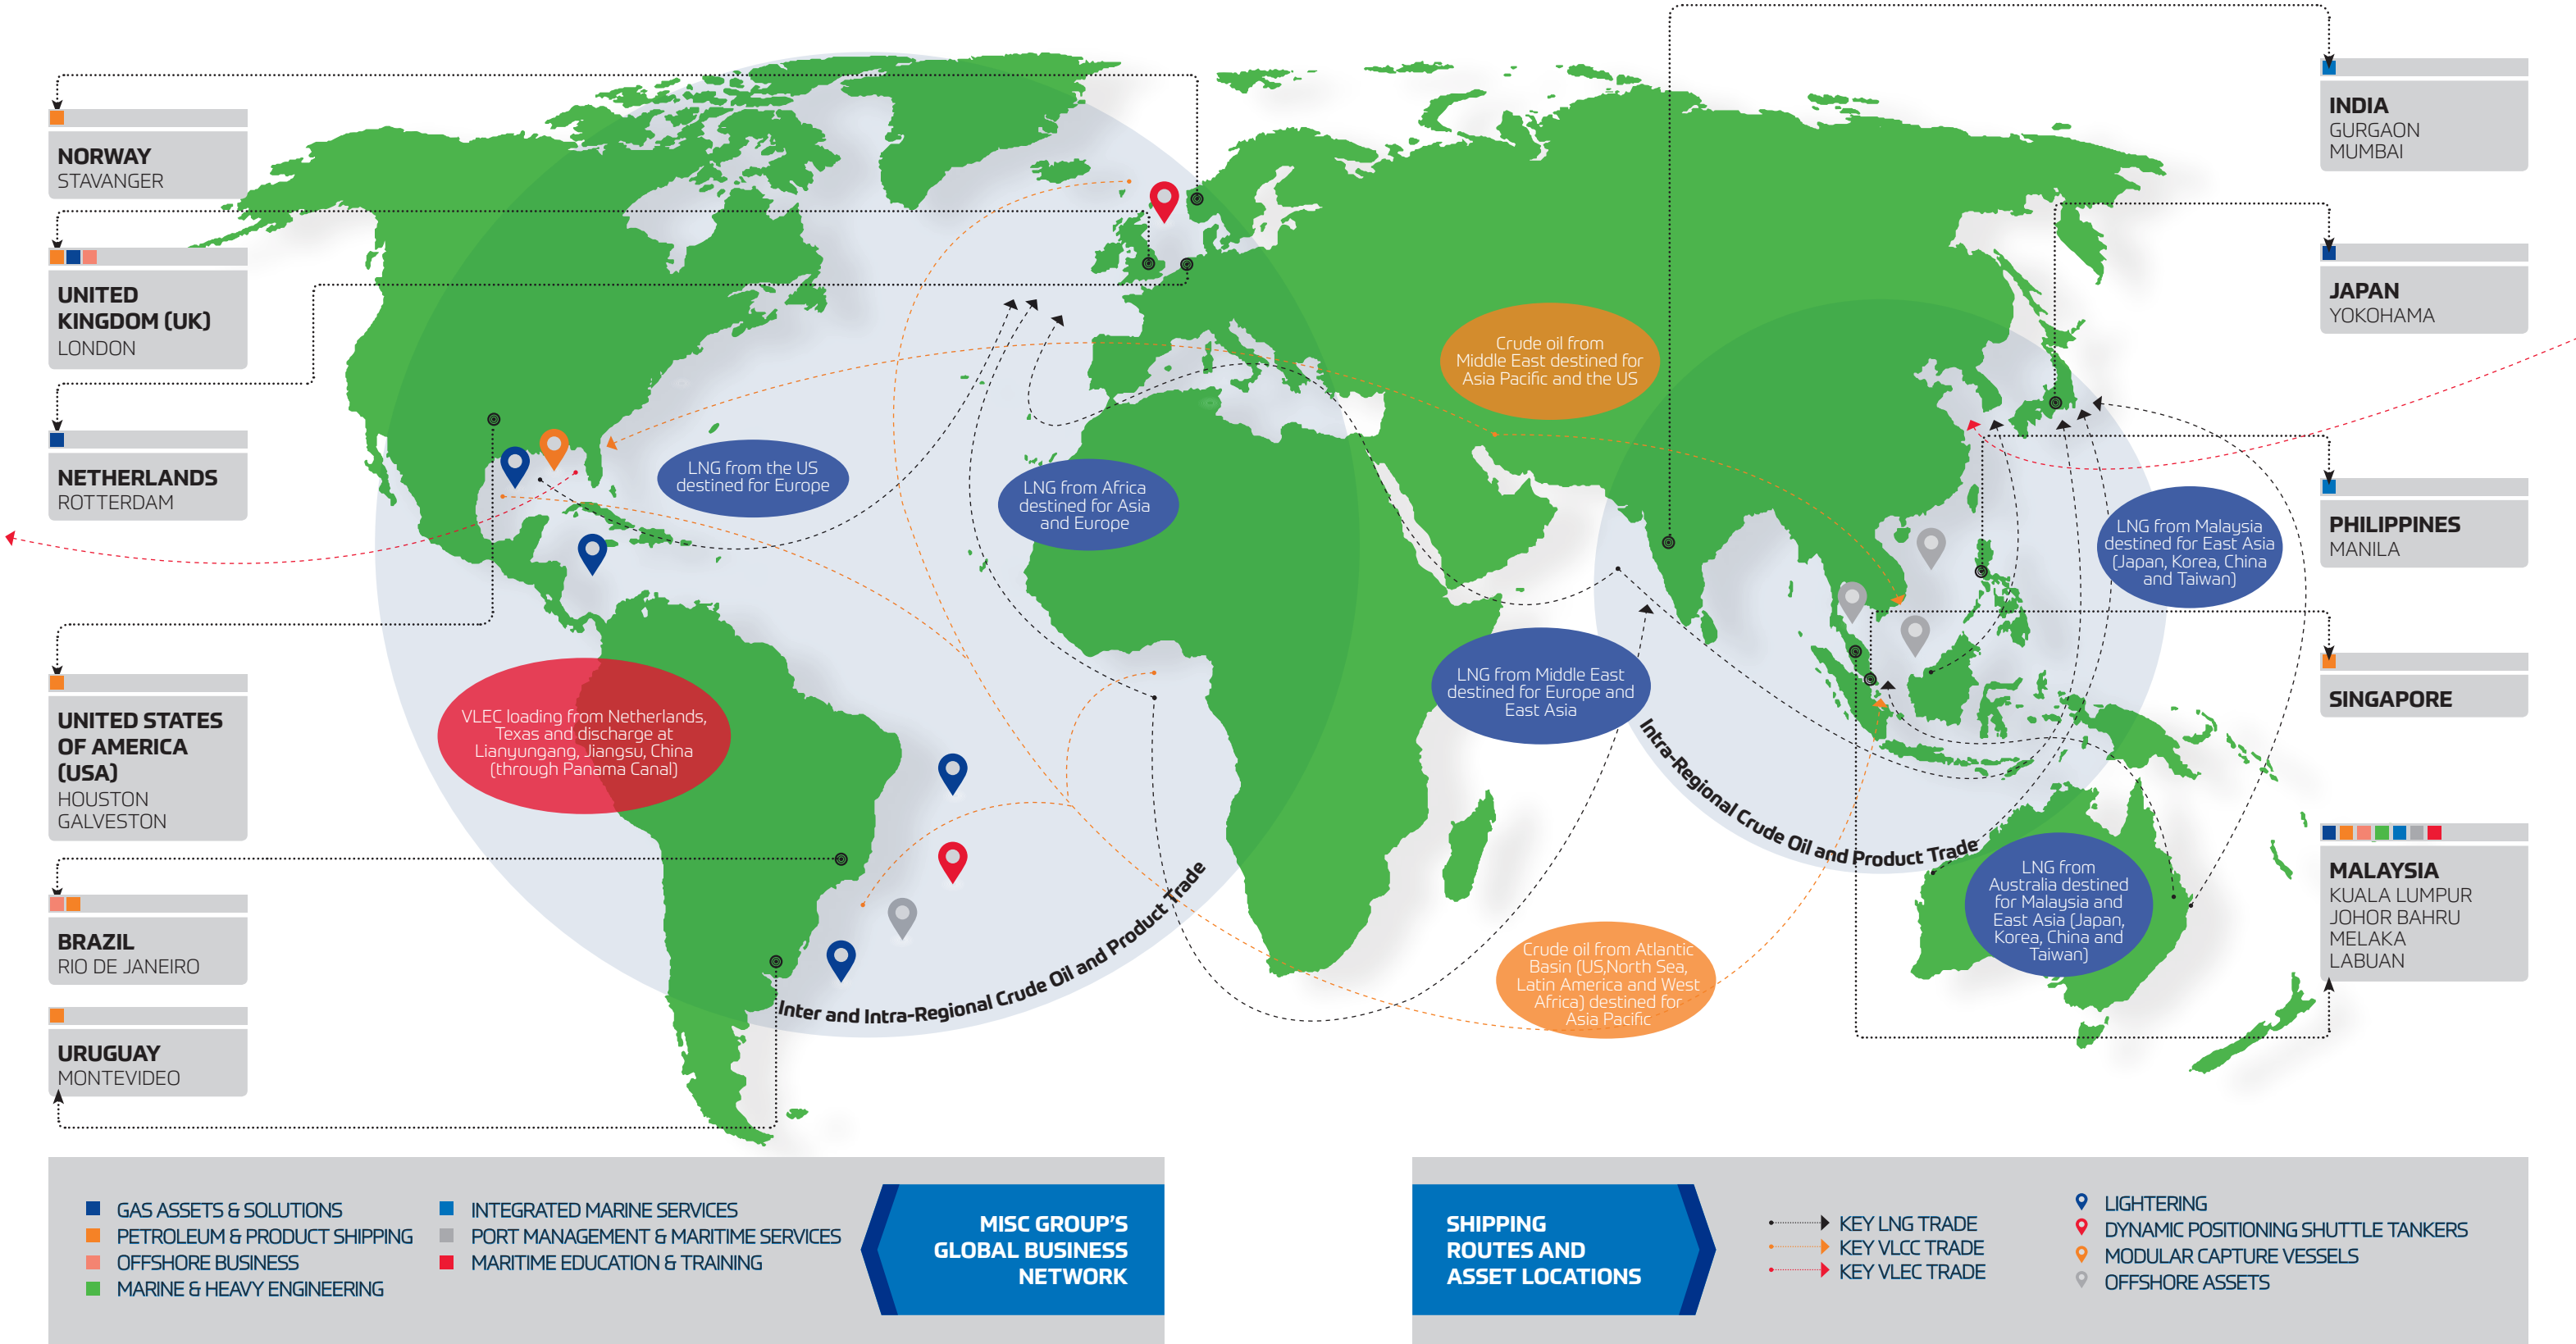 NORWAY
STAVANGER
UNITED
KINGDOM (UK)
LONDON
NETHERLANDS
ROTTERDAM
UNITED STATES
OF AMERICA
(USA)
HOUSTON
GALVESTON
BRAZIL
RIO DE JANEIRO
URUGUAY
MONTEVIDEO
LNG from the US
destined for Europe
LNG from Africa
destined for Asia
and Europe
VLEC loading from Netherlands,
Texas and discharge at
Lianyungang, Jiangsu, China
(through Panama Canal)
Inter and Intra-Regional Crude Oil and Product Trade
Crude oil from
Middle East destined for
Asia Pacific and the US
LNG from Middle East
destined for Europe and
East Asia
Crude oil from Atlantic
Basin (US,North Sea,
Latin America and West
Africa) destined for
Asia Pacific
Intra-Regional Crude Oil and Product Trade
LNG from Malaysia
destined for East Asia
(Japan, Korea, China
and Taiwan)
LNG from
Australia destined
for Malaysia and
East Asia (Japan,
Korea, China and
Taiwan)
INDIA
GURGAON
MUMBAI
JAPAN
YOKOHAMA
PHILIPPINES
MANILA
SINGAPORE
MALAYSIA
KUALA LUMPUR
JOHOR BAHRU
MELAKA
LABUAN
GAS ASSETS & SOLUTIONS
PETROLEUM & PRODUCT SHIPPING
OFFSHORE BUSINESS
MARINE & HEAVY ENGINEERING
INTEGRATED MARINE SERVICES
PORT MANAGEMENT & MARITIME SERVICES
MARITIME EDUCATION & TRAINING
MISC GROUP'S
GLOBAL BUSINESS
NETWORK
SHIPPING
ROUTES AND
ASSET LOCATIONS
KEY LNG TRADE
KEY VLCC TRADE
KEY VLEC TRADE
LIGHTERING
DYNAMIC POSITIONING SHUTTLE TANKERS
MODULAR CAPTURE VESSELS
OFFSHORE ASSETS